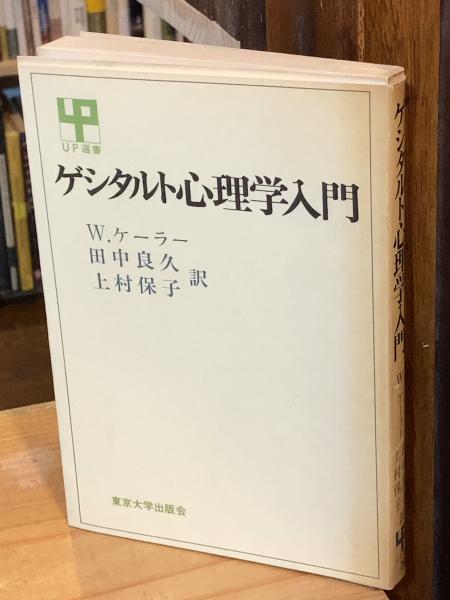 UP選書
ゲシタルト心理学入門
W.ケーラー
田中良久
上村保子 訳
東京大学出版会
ゲシタルト心理学入門